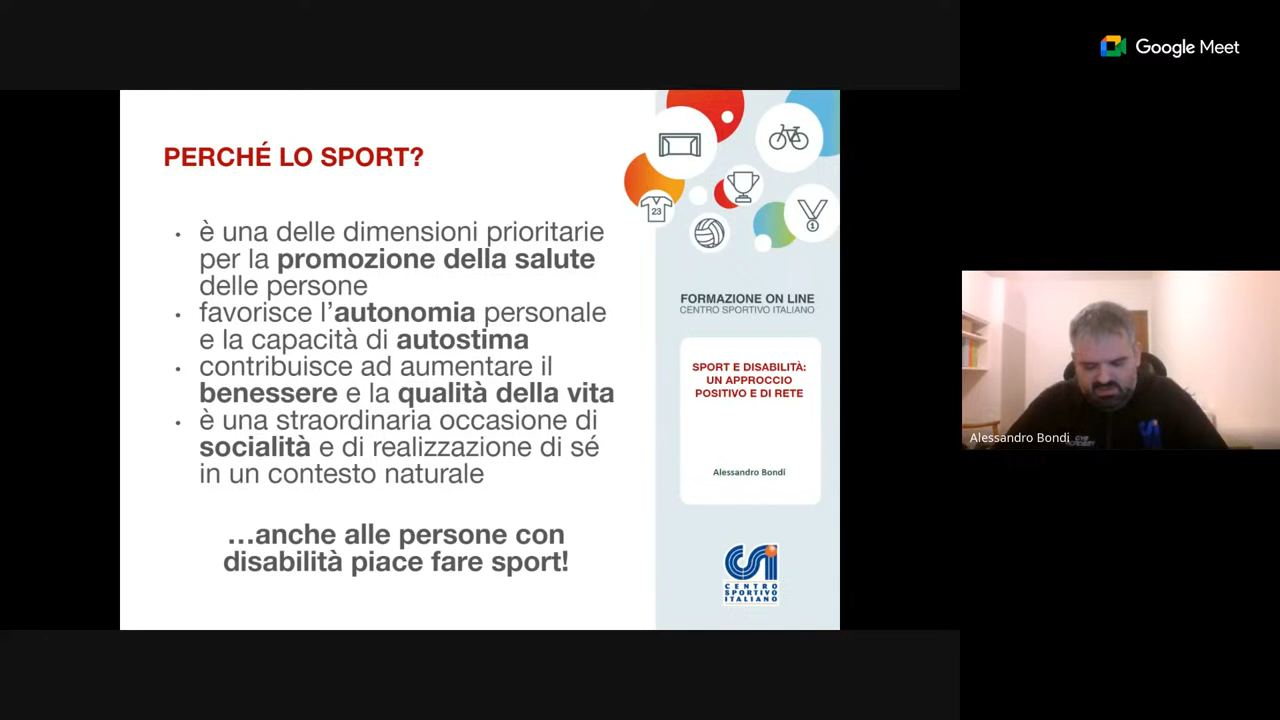 Google Meet
PERCHÉ LO SPORT?
• è una delle dimensioni prioritarie
per la promozione della salute
delle persone
• favorisce l'autonomia personale
e la capacità di autostima
• contribuisce ad aumentare il
benessere e la qualità della vita
• è una straordinaria occasione di
socialità e di realizzazione di sé
in un contesto naturale
…anche alle persone con
disabilità piace fare sport!
23
1
FORMAZIONE ON LINE
CENTRO SPORTIVO ITALIANO
SPORT E DISABILITÀ:
UN APPROCCIO
POSITIVO E DI RETE
Alessandro Bondi
CSI
CENTRO
SPORTIVO
ITALIANO
Alessandro Bondi